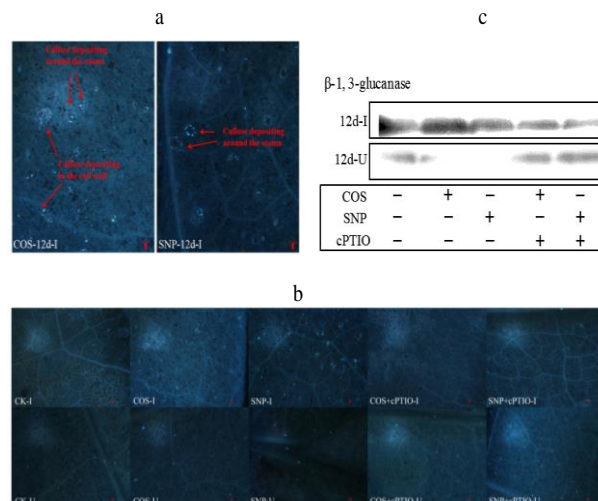 a
c
Callose depositing
around the stoma
Callose depositing
in the cell wall
Callose depositing
around the stoma
COS-12d-I
SNP-12d-I
β-1, 3-glucanase
12d-I
12d-U
COS − + − + −
SNP − − + − +
cPTIO − − − + +
b
CK-I
COS-I
SNP-I
COS+cPTIO-I
SNP+cPTIO-I
CK-U
COS-U
SNP-U
COS+cPTIO-U
SNP+cPTIO-U